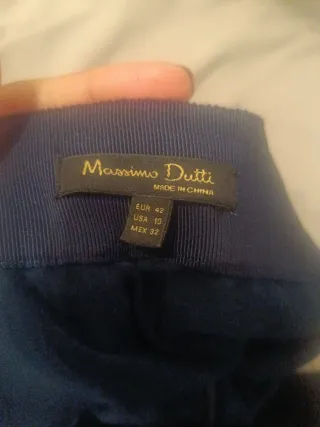 Massimo Dutti
MADE IN CHINA
EUR 42
USA 10
MEX 32